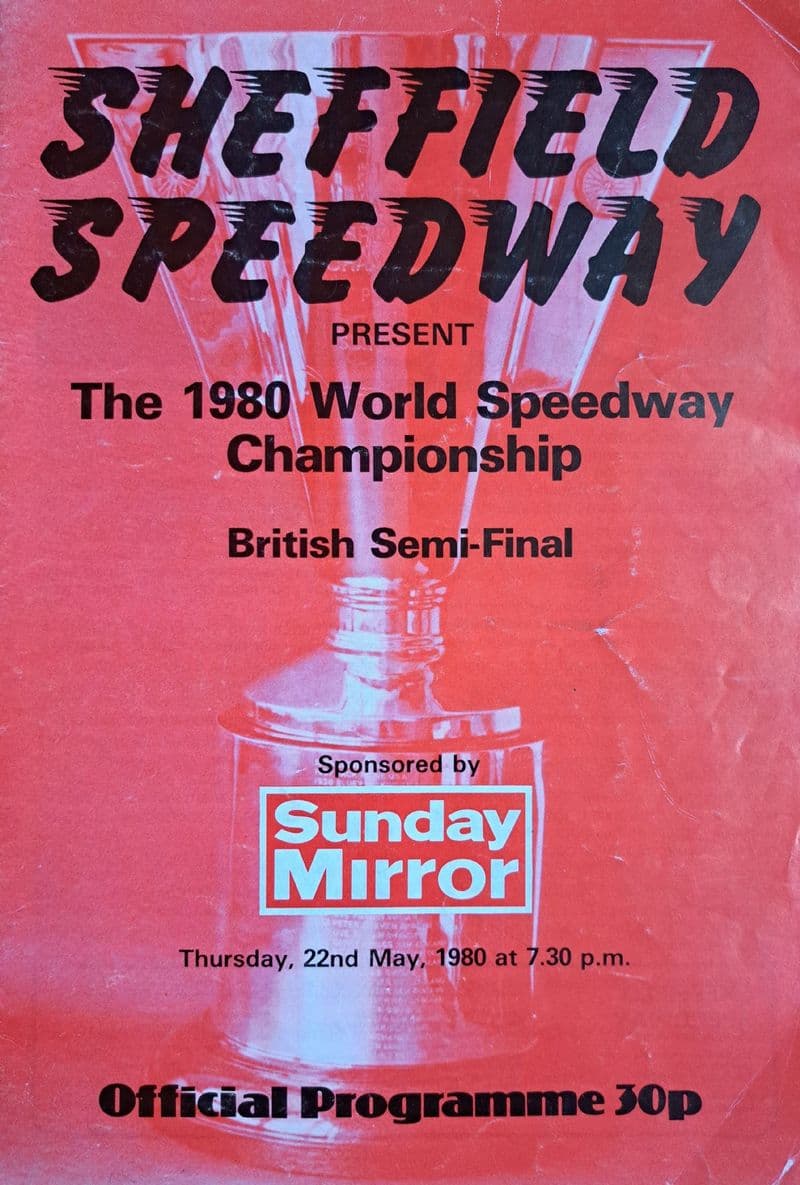 SHEFFIELD
SPEEDWAY
PRESENT
The 1980 World Speedway
Championship
British Semi-Final
Sponsored by
Sunday
Mirror
Thursday, 22nd May, 1980 at 7.30 p.m.
Official Programme 30p